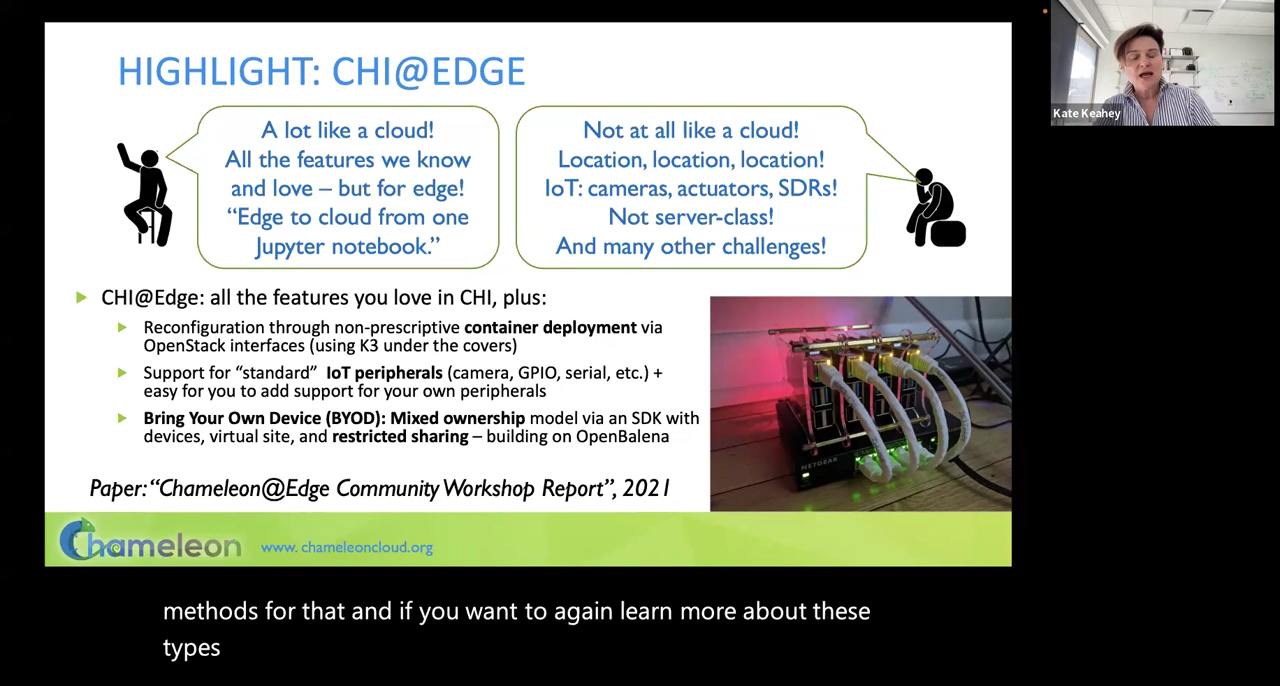 HIGHLIGHT: CHI@EDGE
A lot like a cloud!
All the features we know
and love – but for edge!
“Edge to cloud from one
Jupyter notebook.”
Not at all like a cloud!
Location, location, location!
IoT: cameras, actuators, SDRs!
Not server-class!
And many other challenges!
CHI@Edge: all the features you love in CHI, plus:
Reconfiguration through non-prescriptive container deployment via
OpenStack interfaces (using K3 under the covers)
Support for “standard” IoT peripherals (camera, GPIO, serial, etc.) +
easy for you to add support for your own peripherals
Bring Your Own Device (BYOD): Mixed ownership model via an SDK with
devices, virtual site, and restricted sharing – building on OpenBalena
Paper: “Chameleon@Edge Community Workshop Report”, 2021
NETGEAR
Chameleon
www. chameleoncloud.org
Kate Keahey
methods for that and if you want to again learn more about these
types